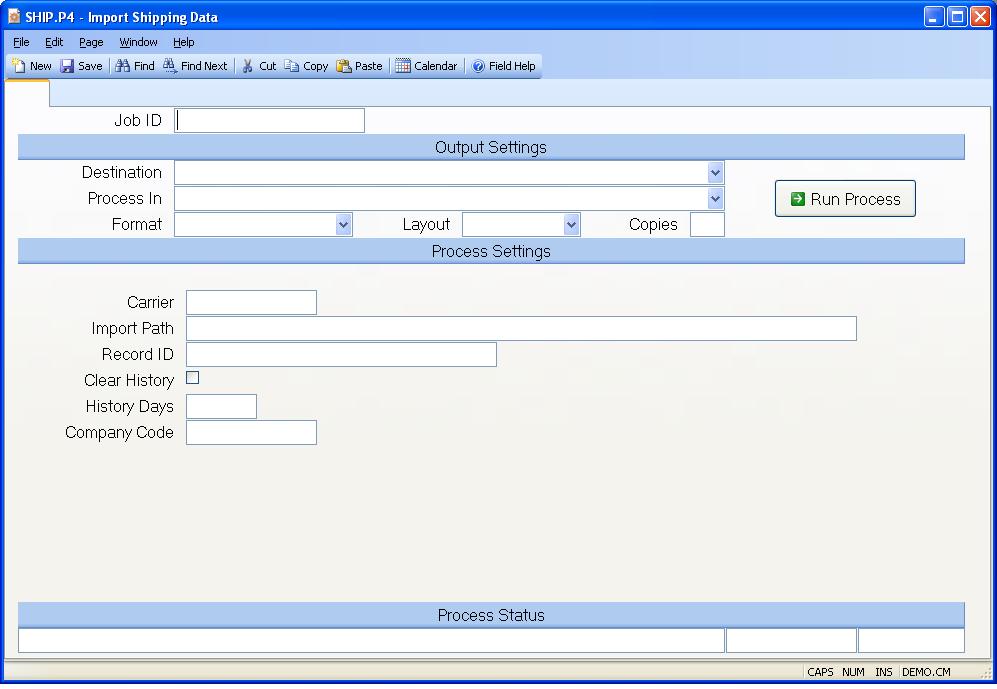 SHIP.P4 - Import Shipping Data
File Edit Page Window Help
New Save Find Find Next Cut Copy Paste Calendar Field Help
Job ID
Output Settings
Destination
Process In
Run Process
Format Layout Copies
Process Settings
Carrier
Import Path
Record ID
Clear History
History Days
Company Code
Process Status
CAPS NUM INS DEMO.CM